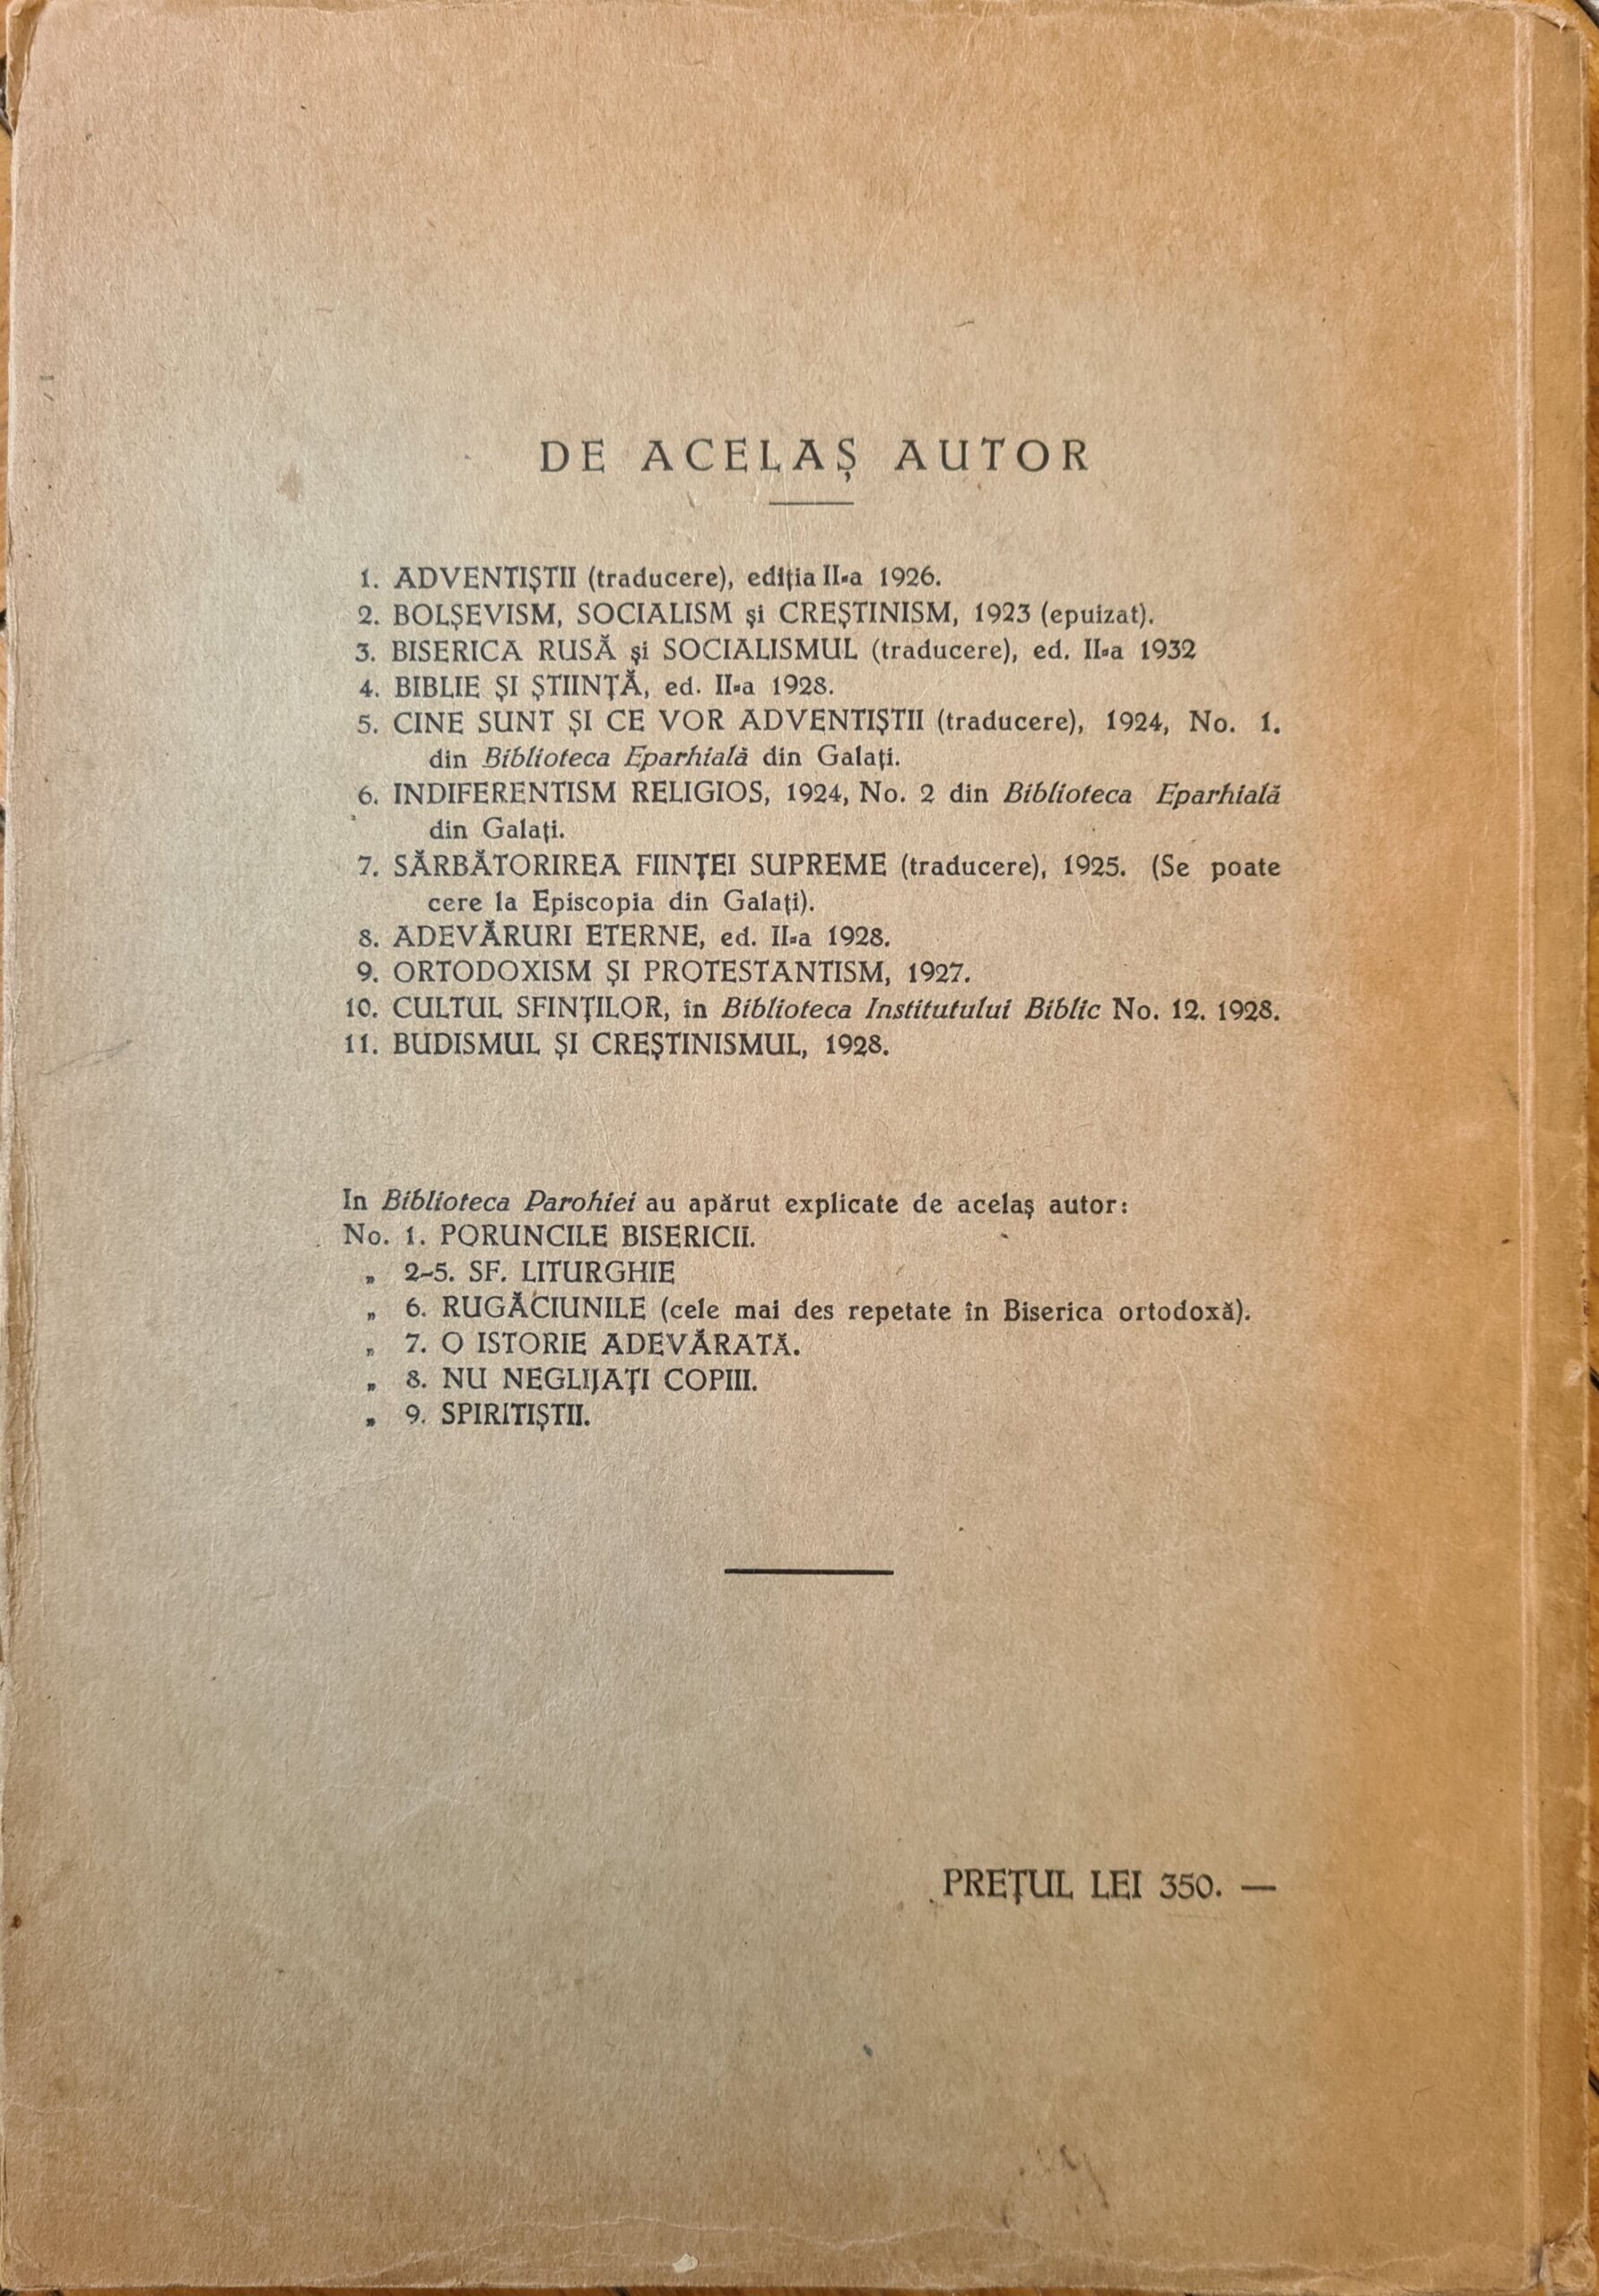 DE ACELAȘ AUTOR
1. ADVENTIȘTII (traducere), ediția II-a 1926.
2. BOLȘEVISM, SOCIALISM și CREȘTINISM, 1923 (epuizat).
3. BISERICA RUSĂ și SOCIALISMUL (traducere), ed. II-a 1932
4. BIBLIE ȘI ȘTIINȚĂ, ed. II-a 1928.
5. CINE SUNT ȘI CE VOR ADVENTIȘTII (traducere), 1924, No. 1.
din Biblioteca Eparhială din Galați.
6. INDIFERENTISM RELIGIOS, 1924, No. 2 din Biblioteca Eparhială
din Galați.
7. SĂRBĂTORIREA FIINȚEI SUPREME (traducere), 1925. (Se poate
cere la Episcopia din Galați).
8. ADEVĂRURI ETERNE, ed. II-a 1928.
9. ORTODOXISM ȘI PROTESTANTISM, 1927.
10. CULTUL SFINȚILOR, în Biblioteca Institutului Biblic No. 12. 1928.
11. BUDISMUL ȘI CREȘTINISMUL, 1928.
In Biblioteca Parohiei au apărut explicate de acelaș autor:
No. 1. PORUNCILE BISERICII.
„ 2-5. SF. LITURGHIE
„ 6. RUGĂCIUNILE (cele mai des repetate în Biserica ortodoxă).
„ 7. O ISTORIE ADEVĂRATĂ.
„ 8. NU NEGLIJAȚI COPIII.
„ 9. SPIRITIȘTII.
PREȚUL LEI 350. —